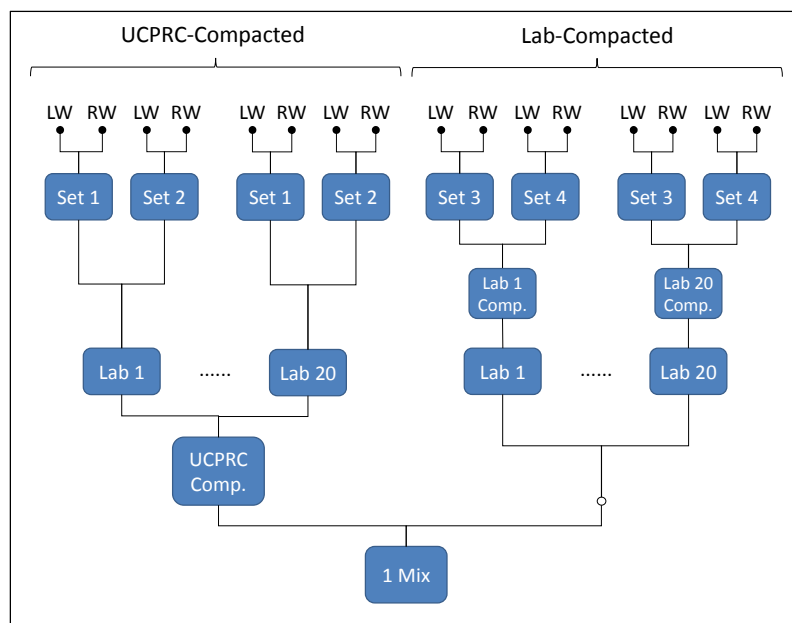 UCPRC-Compacted Lab-Compacted
LW RW LW RW LW RW LW RW LW RW LW RW LW RW LW RW
Set 1 Set 2 Set 1 Set 2 Set 3 Set 4 Set 3 Set 4
Lab 1 Lab 20
Comp. Comp.
Lab 1 ...... Lab 20 Lab 1 ...... Lab 20
UCPRC
Comp.
1 Mix